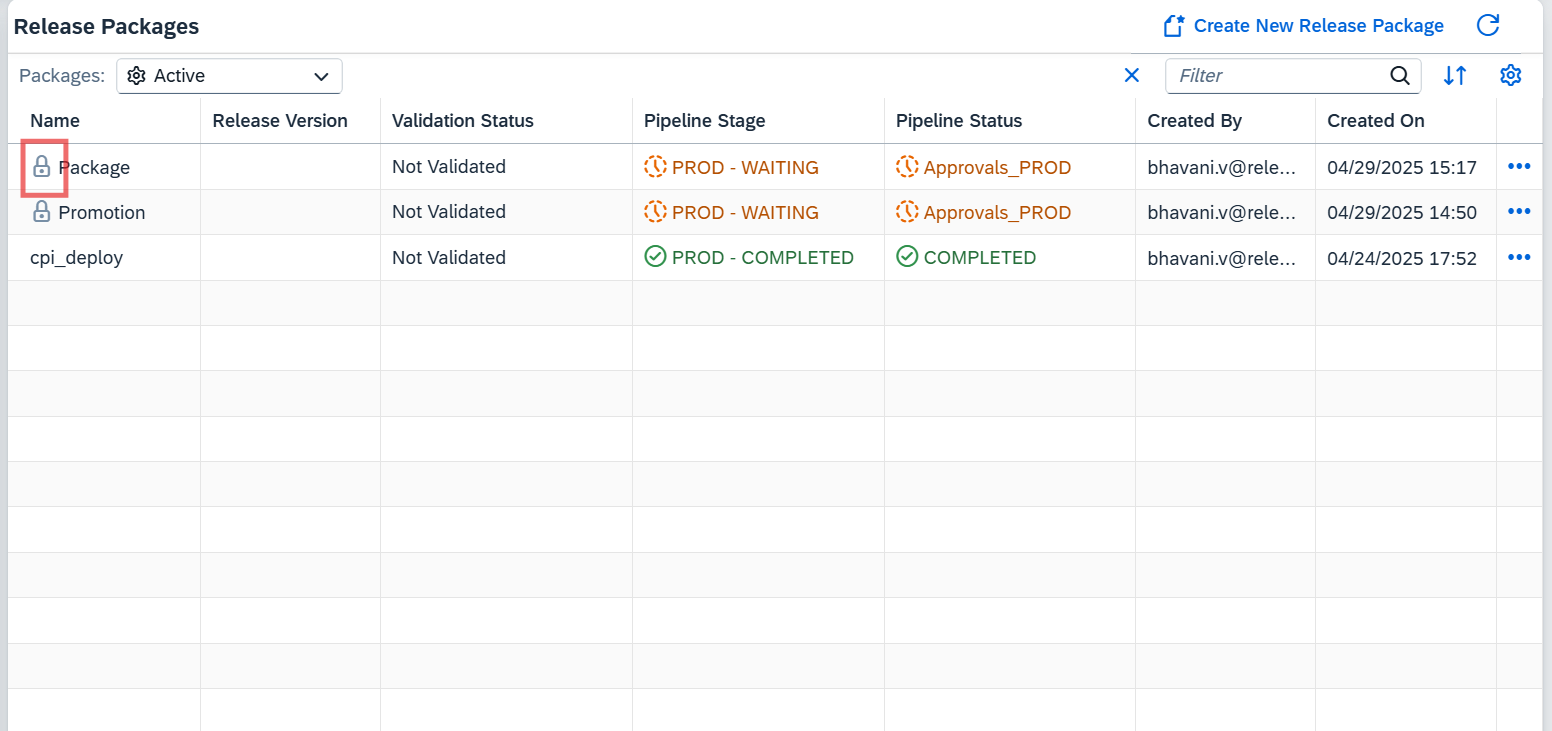 Release Packages
Create New Release Package
Packages: Active
Filter
Name Release Version Validation Status Pipeline Stage Pipeline Status Created By Created On
Package Not Validated PROD - WAITING Approvals_PROD bhavani.v@rele... 04/29/2025 15:17
Promotion Not Validated PROD - WAITING Approvals_PROD bhavani.v@rele... 04/29/2025 14:50
cpi_deploy Not Validated PROD - COMPLETED COMPLETED bhavani.v@rele... 04/24/2025 17:52